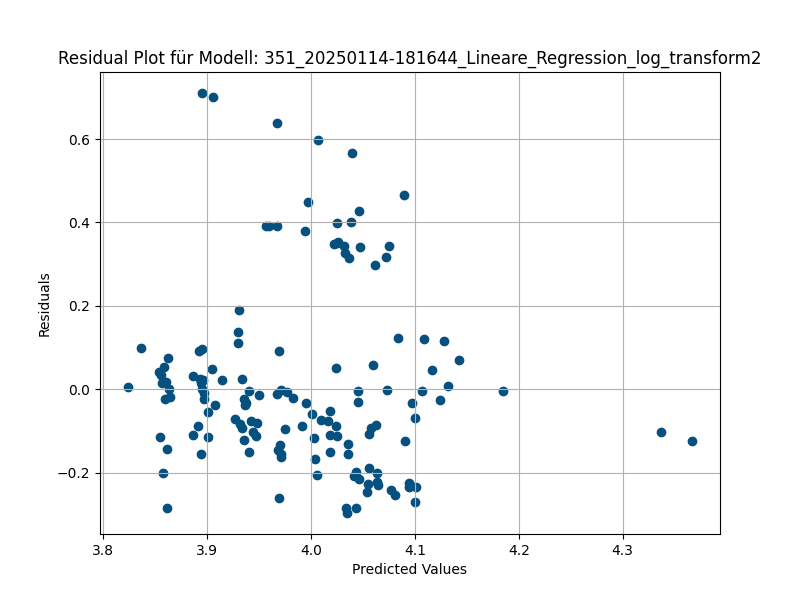 Residual Plot für Modell: 351_20250114-181644_Lineare_Regression_log_transform2
0.6
0.4
0.2
0.0
−0.2
Residuals
3.8 3.9 4.0 4.1 4.2 4.3
Predicted Values